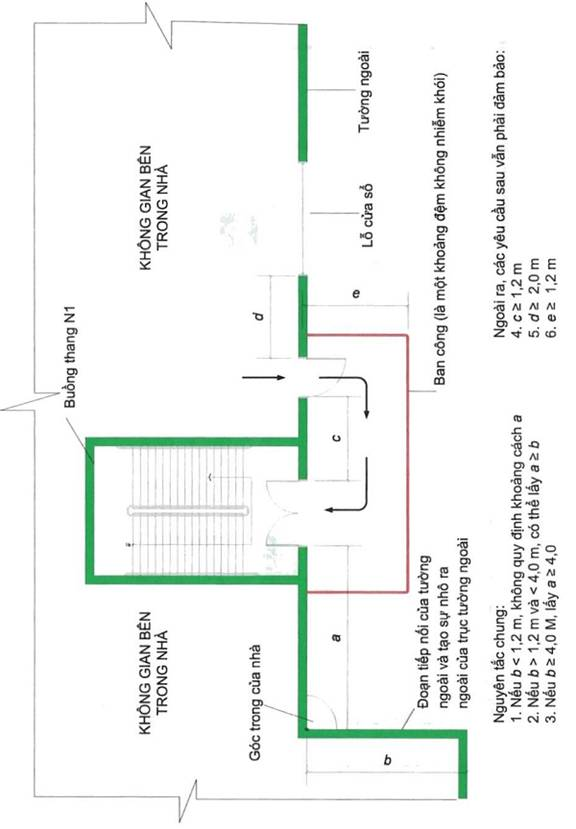 KHÔNG GIAN BÊN
TRONG NHÀ
Buồng thang N1
KHÔNG GIAN BÊN
TRONG NHÀ
Góc trong của nhà
d
e
c
a
b
Tường ngoài
Lỗ cửa sổ
Ban công (là một khoảng đệm không nhiễm khói)
Đoạn tiếp nối của tường
ngoài và tạo sự nhô ra
ngoài của trục tường ngoài
Nguyên tắc chung:
1. Nếu b < 1,2 m, không quy định khoảng cách a
2. Nếu b > 1,2 m và < 4,0 m, có thể lấy a ≥ b
3. Nếu b ≥ 4,0 M, lấy a ≥ 4,0
Ngoài ra, các yêu cầu sau vẫn phải đảm bảo:
4. c ≥ 1,2 m
5. d ≥ 2,0 m
6. e ≥ 1,2 m